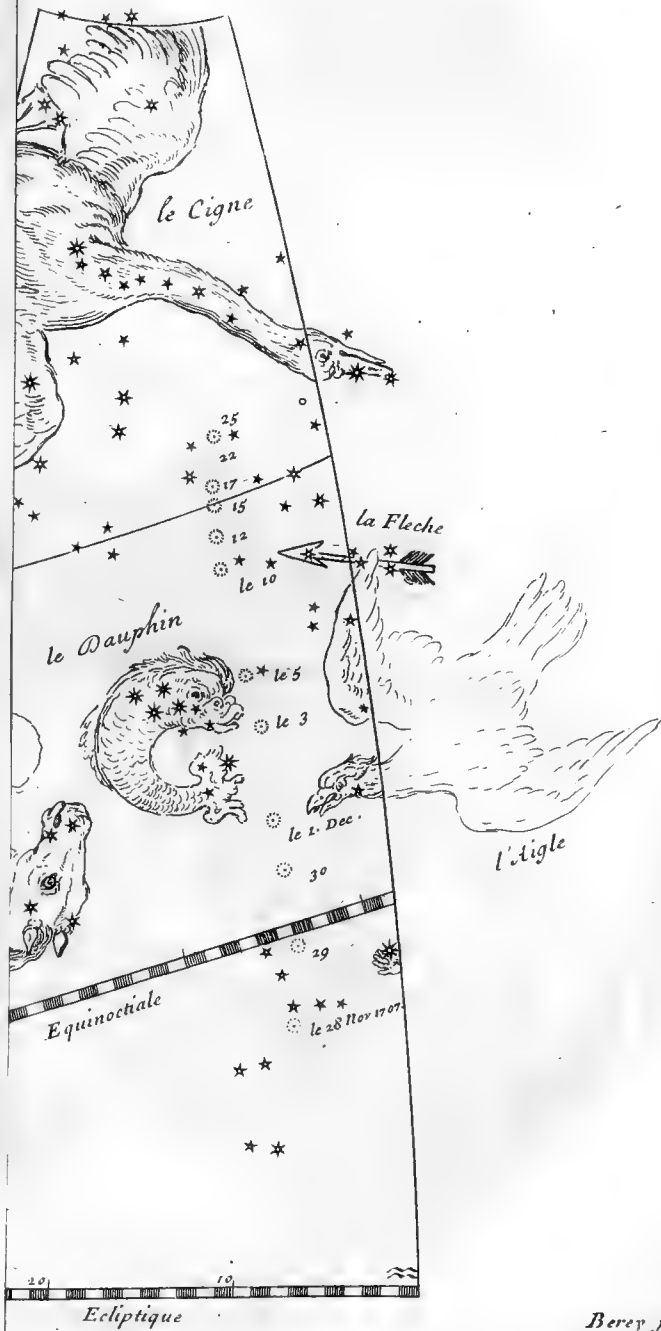 le Cigne
25
22
17
15
la Fleche
12
le 10
le Dauphin
le 5
le 3
le 1. Dec.
l'Aigle
30
29
Equinoctiale
le 28 Nov 1707.
20 10
Ecliptique
Berey